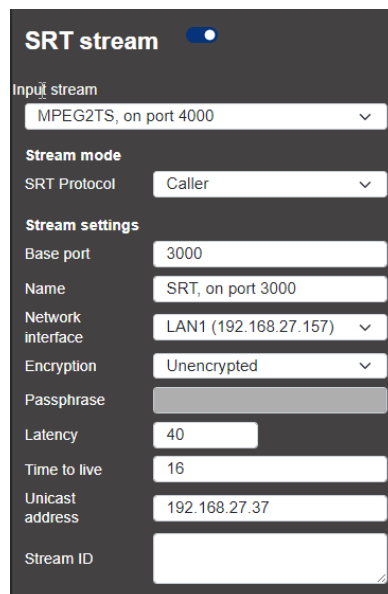 SRT stream
Input stream
MPEG2TS, on port 4000
Stream mode
SRT Protocol Caller
Stream settings
Base port 3000
Name SRT, on port 3000
Network
interface LAN1 (192.168.27.157)
Encryption Unencrypted
Passphrase
Latency 40
Time to live 16
Unicast
address 192.168.27.37
Stream ID